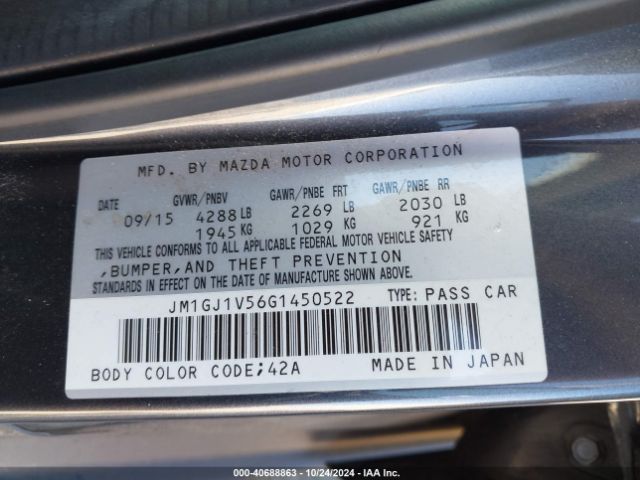 MFD. BY MAZDA MOTOR CORPORATION
DATE GVWR/PNBV GAWR/PNBE FRT GAWR/PNBE RR
09/15 4288 LB 2269 LB 2030 LB
1945 KG 1029 KG 921 KG
THIS VEHICLE CONFORMS TO ALL APPLICABLE FEDERAL MOTOR VEHICLE SAFETY
,BUMPER,AND THEFT PREVENTION
STANDARDS IN EFFECT ON THE DATE OF MANUFACTURE SHOWN ABOVE.
JM1GJ1V56G1450522 TYPE: PASS CAR
BODY COLOR CODE;42A MADE IN JAPAN
000-40688863 - 10/24/2024 - IAA Inc.